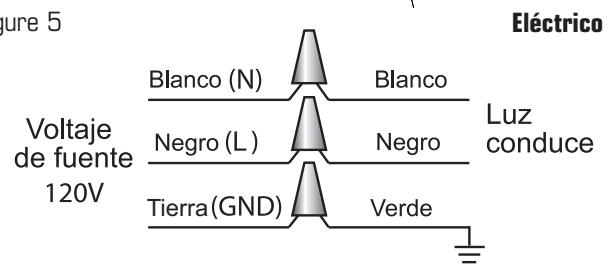 gure 5
Eléctrico
Blanco (N) Blanco
Voltaje
de fuente
120V
Negro (L) Negro
Luz
conduce
Tierra (GND) Verde